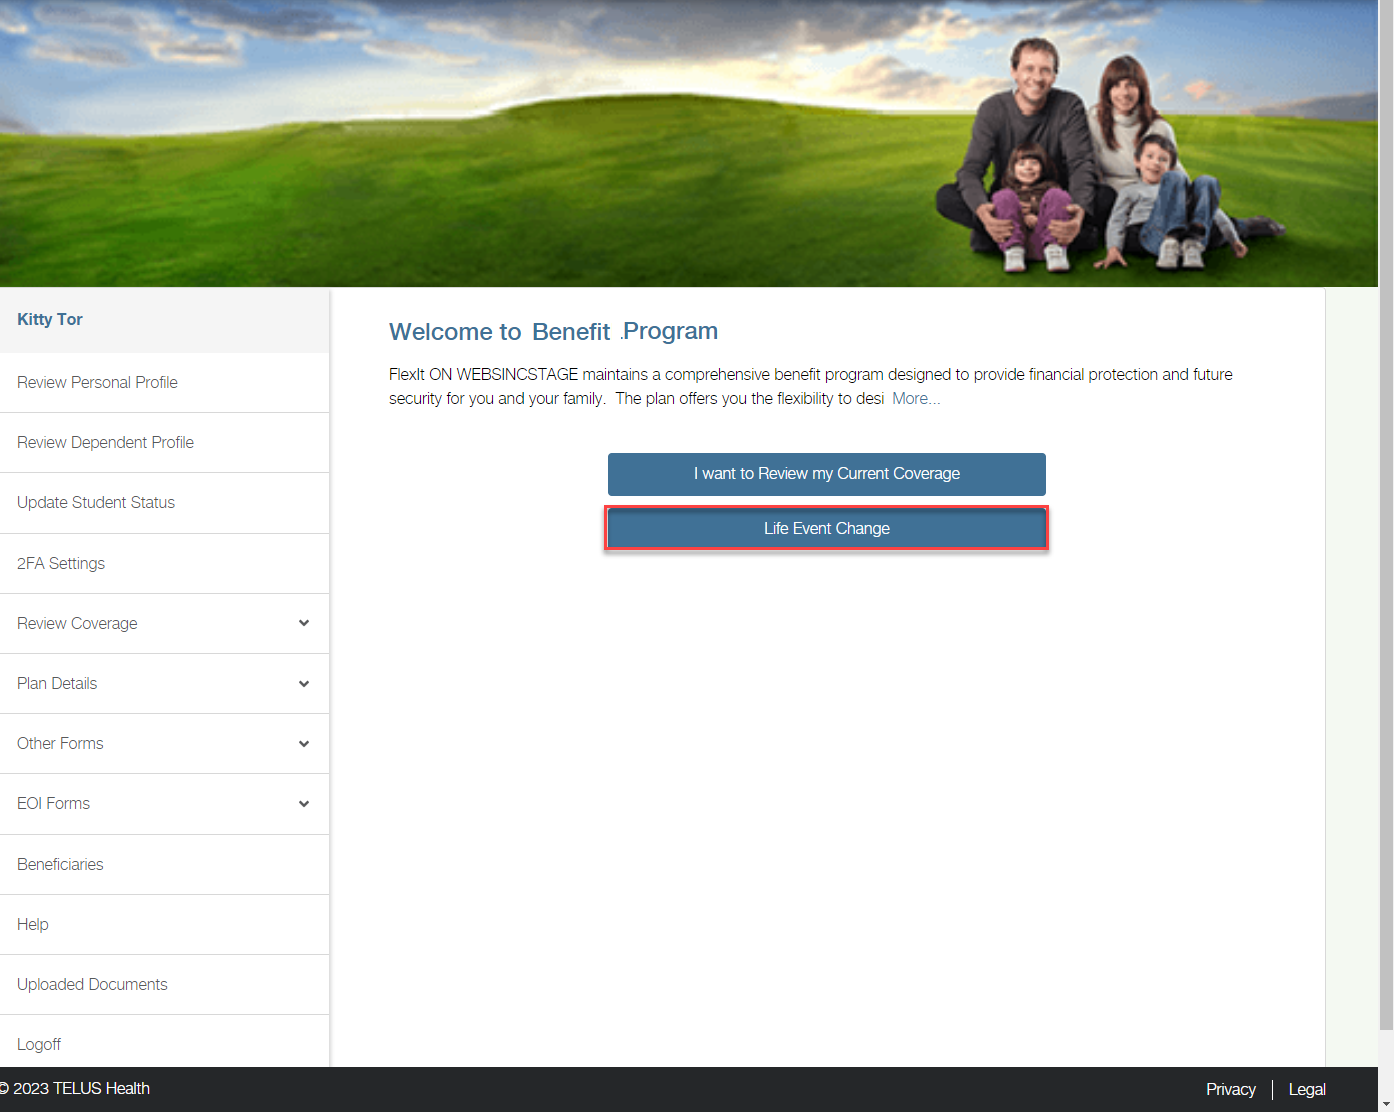 Kitty Tor
Review Personal Profile
Review Dependent Profile
Update Student Status
2FA Settings
Review Coverage
Plan Details
Other Forms
EOI Forms
Beneficiaries
Help
Uploaded Documents
Logoff
Welcome to Benefit .Program
FlexIt ON WEBSINCSTAGE maintains a comprehensive benefit program designed to provide financial protection and future
security for you and your family. The plan offers you the flexibility to desi More...
I want to Review my Current Coverage
Life Event Change
© 2023 TELUS Health
Privacy | Legal